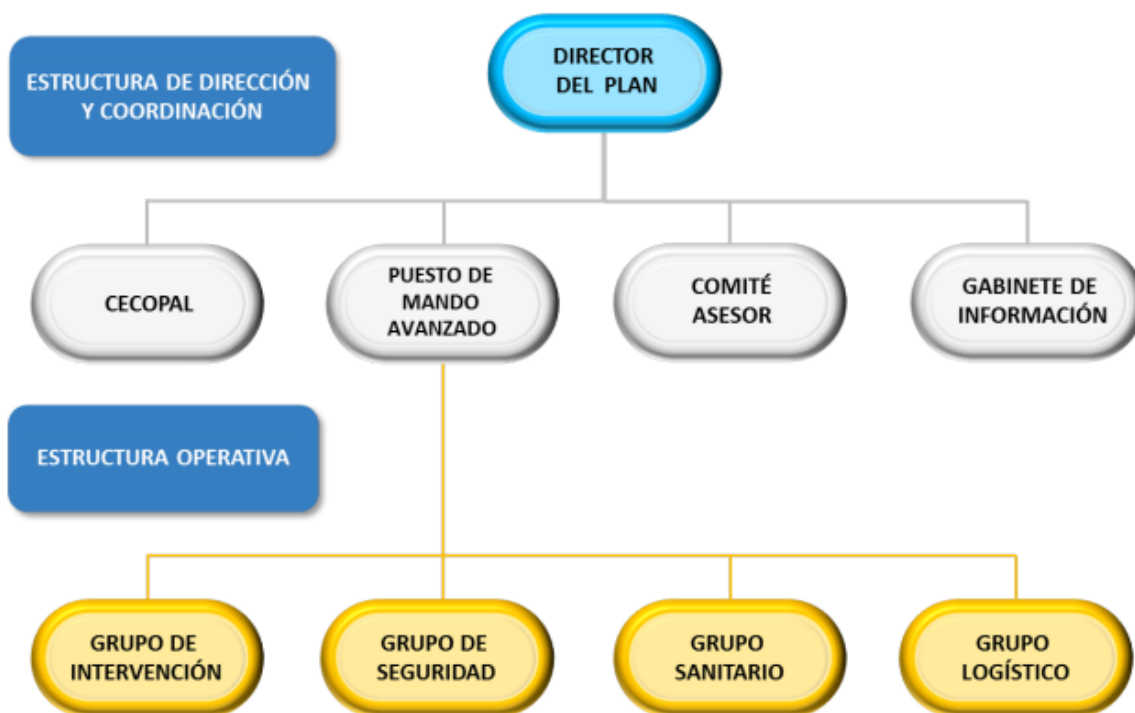 ESTRUCTURA DE DIRECCIÓN
Y COORDINACIÓN
DIRECTOR
DEL PLAN
CECOPAL
PUESTO DE
MANDO
AVANZADO
COMITÉ
ASESOR
GABINETE DE
INFORMACIÓN
ESTRUCTURA OPERATIVA
GRUPO DE
INTERVENCIÓN
GRUPO DE
SEGURIDAD
GRUPO
SANITARIO
GRUPO
LOGÍSTICO